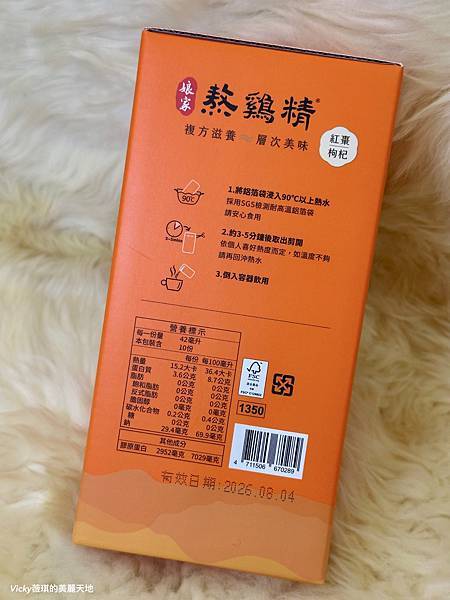 娘家
熬鷄精®
複方滋養 層次美味
紅棗
枸杞
90℃
1.將鋁箔袋浸入90℃以上熱水
採用SGS檢測耐高溫鋁箔袋
請安心食用
3-5mins
2.約3-5分鐘後取出剪開
依個人喜好熱度而定，如溫度不夠
請再回沖熱水
3.倒入容器飲用
營養標示
每一份量 42毫升
本包裝含 10份
每份 每100毫升
熱量 15.2大卡 36.4大卡
蛋白質 3.6公克 8.7公克
脂肪 0公克 0公克
飽和脂肪 0公克 0公克
反式脂肪 0公克 0公克
膽固醇 0毫克 0毫克
碳水化合物 0.2公克 0.4公克
糖 0公克 0公克
鈉 29.4毫克 69.9毫克
其他成分
膠原蛋白 2952毫克 7029毫克
FSC
1350
4 711506 670289
有效日期:2026.08.04
Vicky薇琪的美麗天地